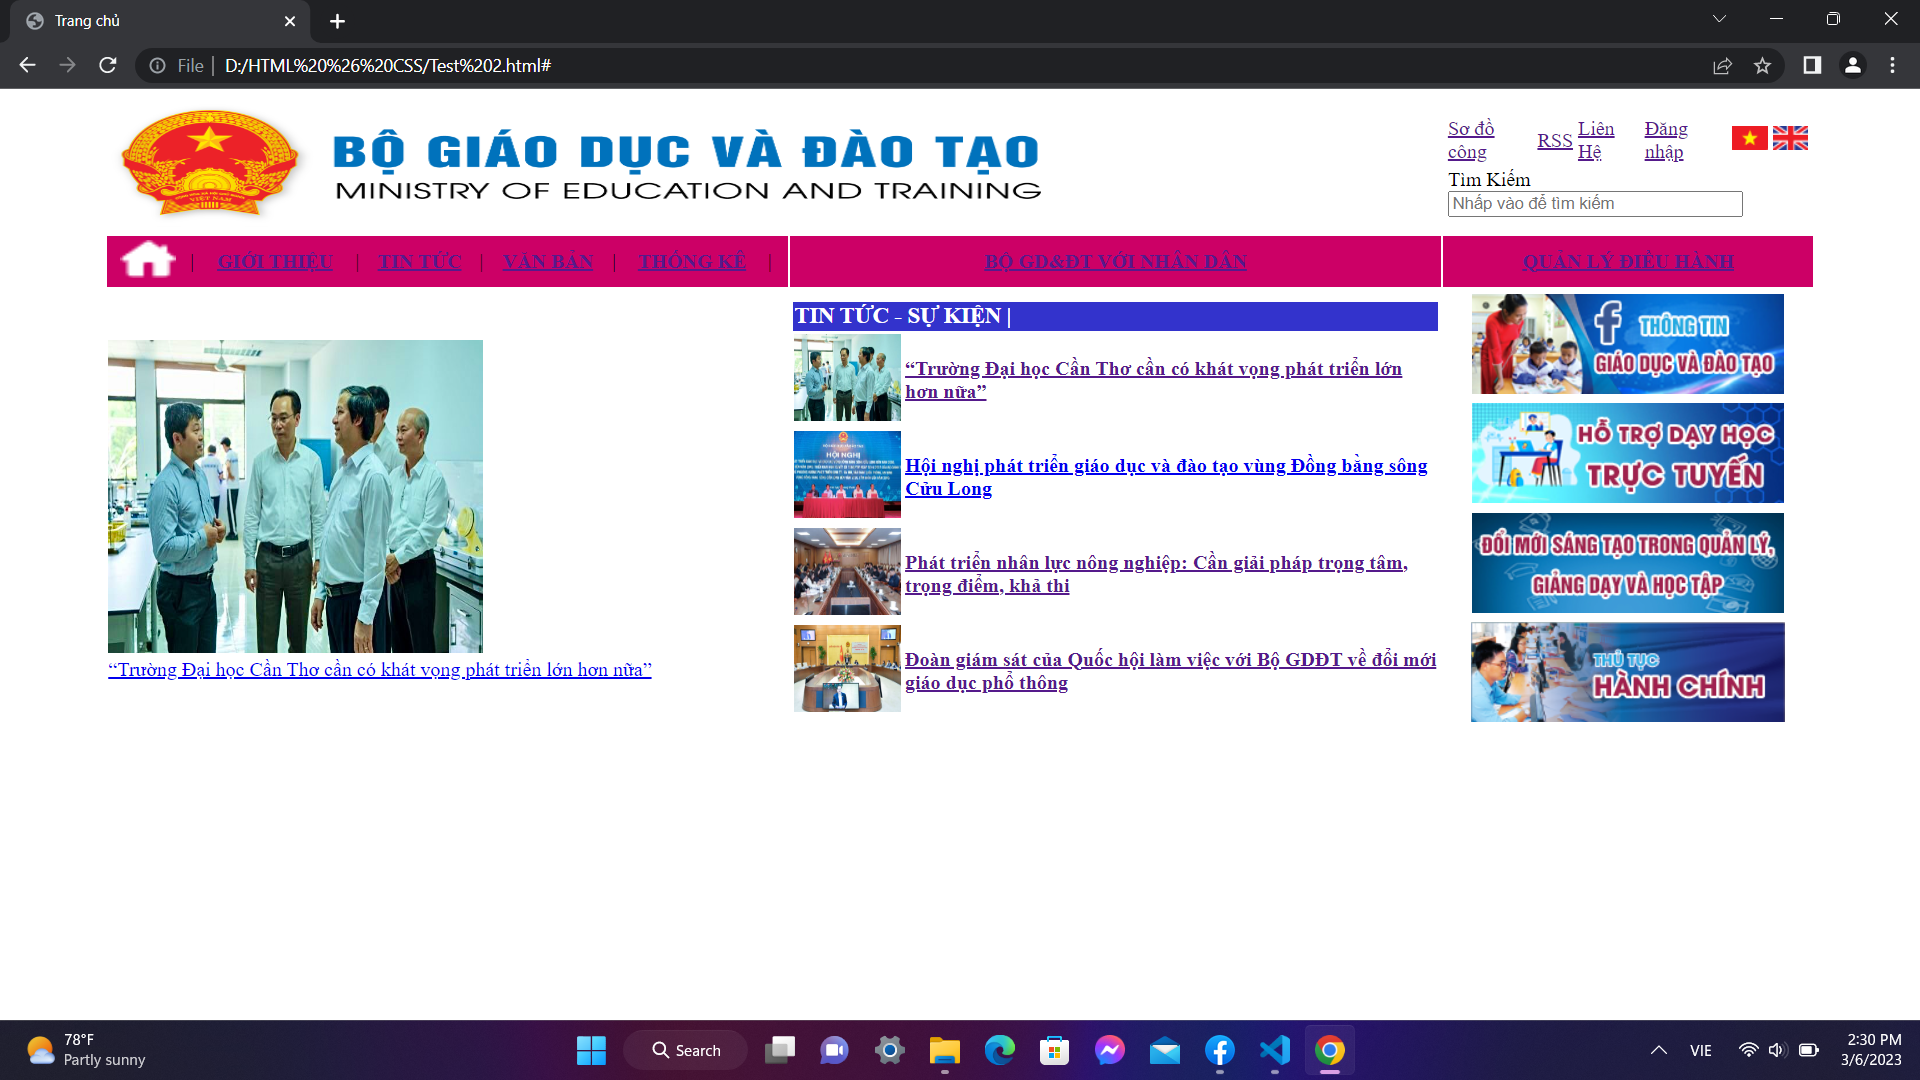 Trang chủ
File
D:/HTML%20%26%20CSS/Test%202.html#
BỘ GIÁO DỤC VÀ ĐÀO TẠO
MINISTRY OF EDUCATION AND TRAINING
VIỆT NAM
Sơ đồ công
RSS
Liên Hệ
Đăng nhập
Tìm Kiếm
Nhấp vào để tìm kiếm
| GIỚI THIỆU | TIN TỨC | VĂN BẢN | THỐNG KÊ |
BỘ GD&ĐT VỚI NHÂN DÂN
QUẢN LÝ ĐIỀU HÀNH
“Trường Đại học Cần Thơ cần có khát vọng phát triển lớn hơn nữa”
TIN TỨC - SỰ KIỆN |
“Trường Đại học Cần Thơ cần có khát vọng phát triển lớn
hơn nữa”
HỘI NGHỊ
Hội nghị phát triển giáo dục và đào tạo vùng Đồng bằng sông
Cửu Long
Phát triển nhân lực nông nghiệp: Cần giải pháp trọng tâm,
trọng điểm, khả thi
Đoàn giám sát của Quốc hội làm việc với Bộ GDĐT về đổi mới
giáo dục phổ thông
THÔNG TIN
GIÁO DỤC VÀ ĐÀO TẠO
HỖ TRỢ DẠY HỌC
TRỰC TUYẾN
ĐỔI MỚI SÁNG TẠO TRONG QUẢN LÝ,
GIẢNG DẠY VÀ HỌC TẬP
THỦ TỤC
HÀNH CHÍNH
78°F
Partly sunny
Search
VIE
2:30 PM
3/6/2023